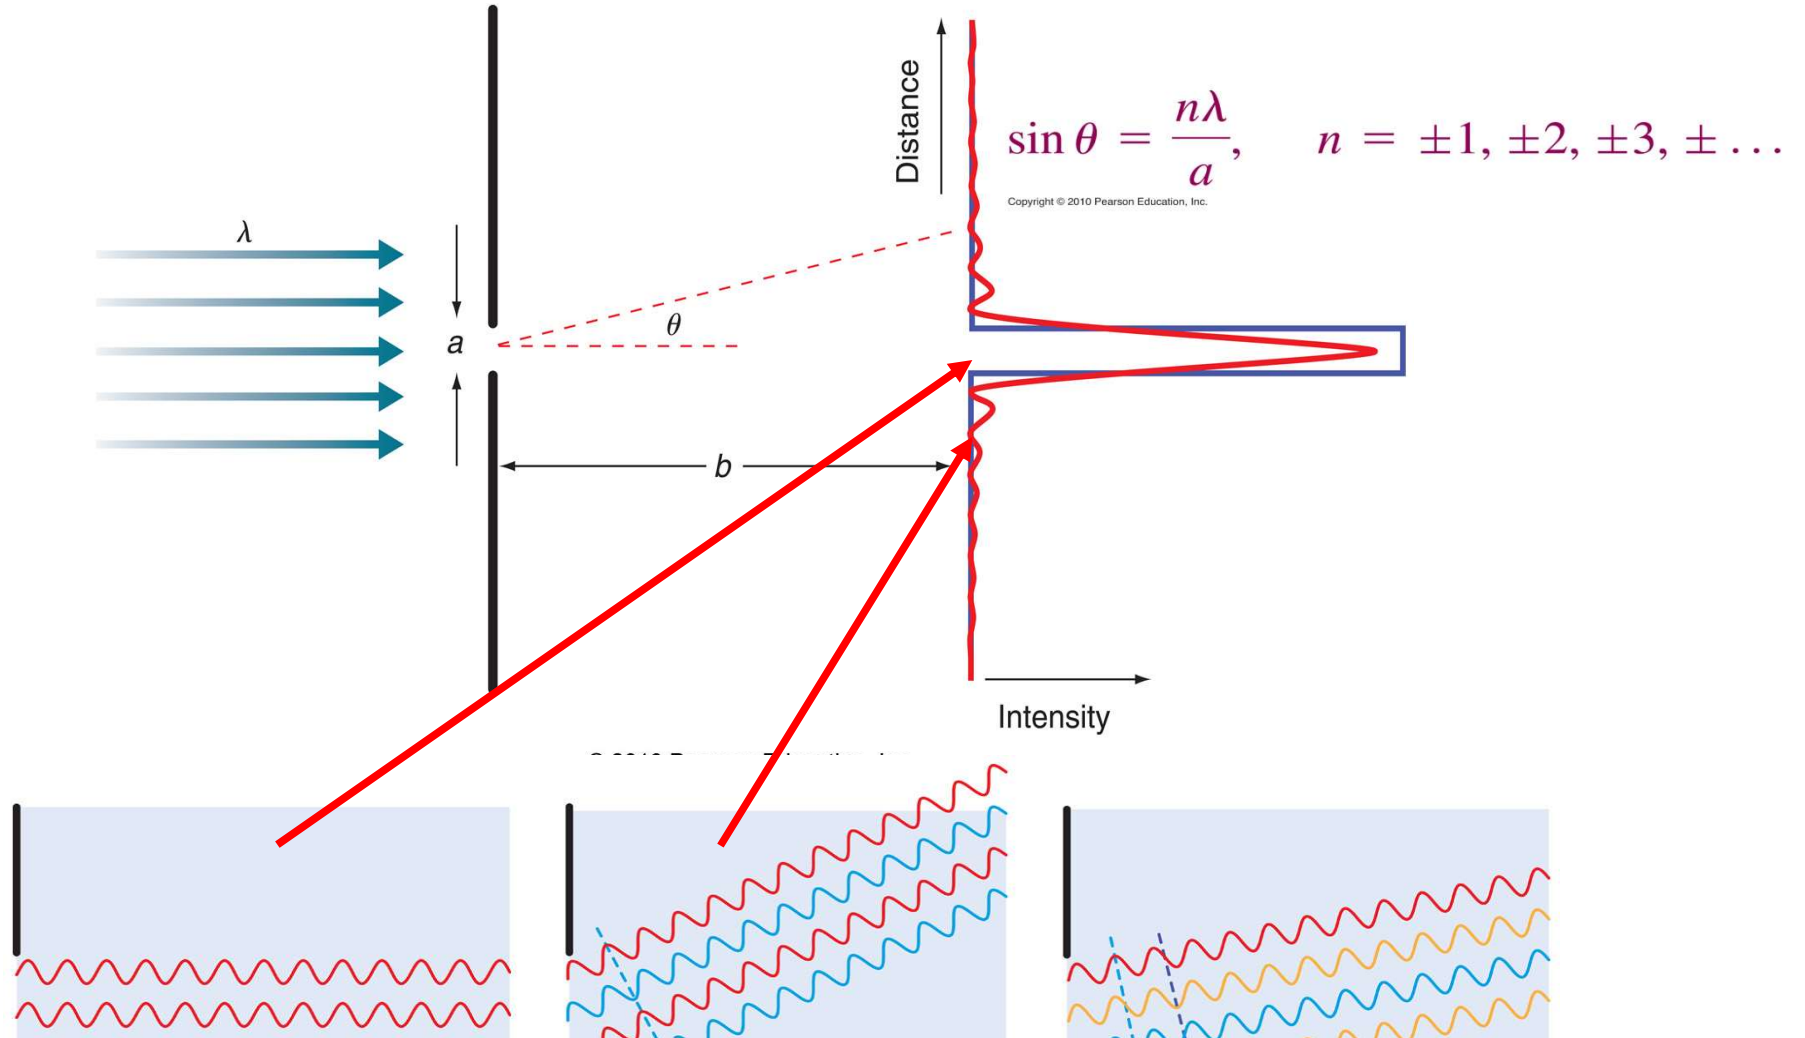 Distance
sin θ = nλ/a, n = ±1, ±2, ±3, ± ...
Copyright © 2010 Pearson Education, Inc.
λ
θ
a
b
Intensity